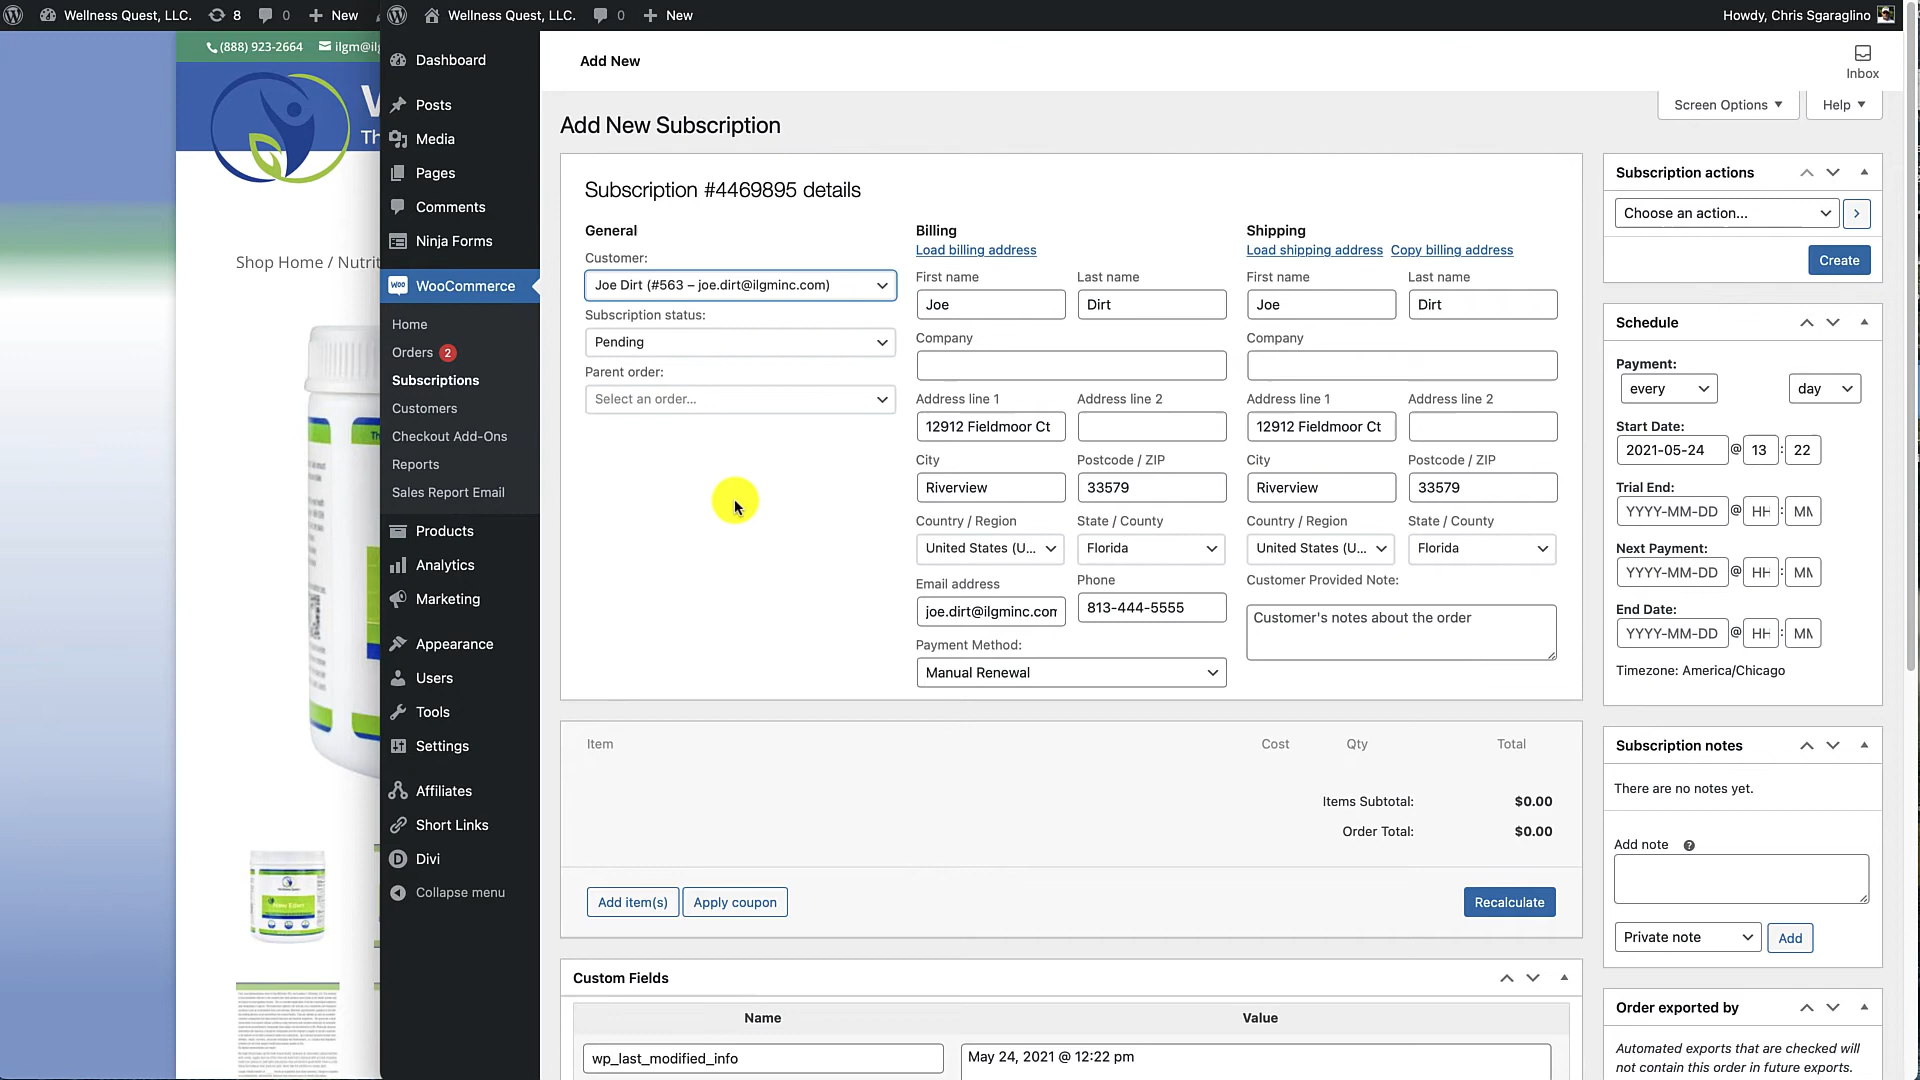 Wellness Quest, LLC.
8
0
New
Wellness Quest, LLC.
0
New
Howdy, Chris Sgaraglino
(888) 923-2664
Shop Home / Nutri
Dashboard
Posts
Media
Pages
Comments
Ninja Forms
WooCommerce
Home
Orders 2
Subscriptions
Customers
Checkout Add-Ons
Reports
Sales Report Email
Products
Analytics
Marketing
Appearance
Users
Tools
Settings
Affiliates
Short Links
Divi
Collapse menu
Add New
Inbox
Screen Options
Help
Add New Subscription
Subscription #4469895 details
General
Customer:
Joe Dirt (#563 – joe.dirt@ilgminc.com)
Subscription status:
Pending
Parent order:
Select an order...
Billing
Load billing address
First name
Last name
Joe
Dirt
Company
Address line 1
Address line 2
12912 Fieldmoor Ct
City
Postcode / ZIP
Riverview
33579
Country / Region
State / County
United States (U...
Florida
Email address
Phone
joe.dirt@ilgminc.com
813-444-5555
Payment Method:
Manual Renewal
Shipping
Load shipping address
Copy billing address
First name
Last name
Joe
Dirt
Company
Address line 1
Address line 2
12912 Fieldmoor Ct
City
Postcode / ZIP
Riverview
33579
Country / Region
State / County
United States (U...
Florida
Customer Provided Note:
Customer's notes about the order
Item
Cost
Qty
Total
Items Subtotal:
$0.00
Order Total:
$0.00
Add item(s)
Apply coupon
Recalculate
Custom Fields
Name
Value
wp_last_modified_info
May 24, 2021 @ 12:22 pm
Subscription actions
Choose an action...
Create
Schedule
Payment:
every
day
Start Date:
2021-05-24 @ 13 : 22
Trial End:
YYYY-MM-DD @ HH : MM
Next Payment:
YYYY-MM-DD @ HH : MM
End Date:
YYYY-MM-DD @ HH : MM
Timezone: America/Chicago
Subscription notes
There are no notes yet.
Add note
Private note
Add
Order exported by
Automated exports that are checked will
not contain this order in future exports.